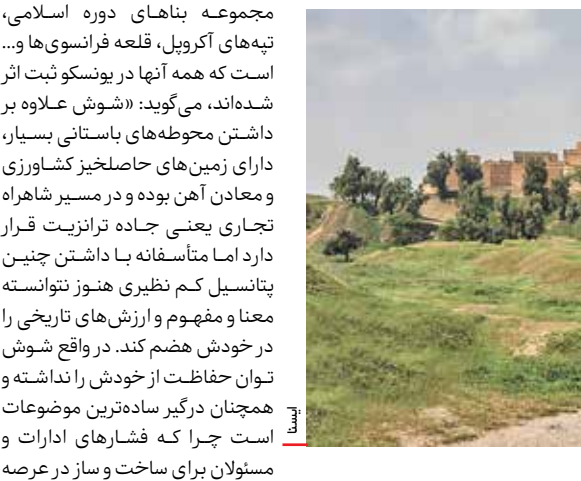 مجموعه بناهای دوره اسلامی،
تپه‌های آکروپل، قلعه فرانسوی‌ها و...
است که همه آنها در یونسکو ثبت اثر
شده‌اند، می‌گوید: «شوش علاوه بر
داشتن محوطه‌های باستانی بسیار،
دارای زمین‌های حاصلخیز کشاورزی
و معادن آهن بوده و در مسیر شاهراه
تجاری یعنی جاده ترانزیت قرار
دارد اما متأسفانه با داشتن چنین
پتانسیل کم نظیری هنوز نتوانسته
معنا و مفهوم و ارزش‌های تاریخی را
در خودش هضم کند. در واقع شوش
توان حفاظت از خودش را نداشته و
همچنان درگیر ساده‌ترین موضوعات
است چرا که فشارهای ادارات و
مسئولان برای ساخت و ساز در عرصه
ایسنا